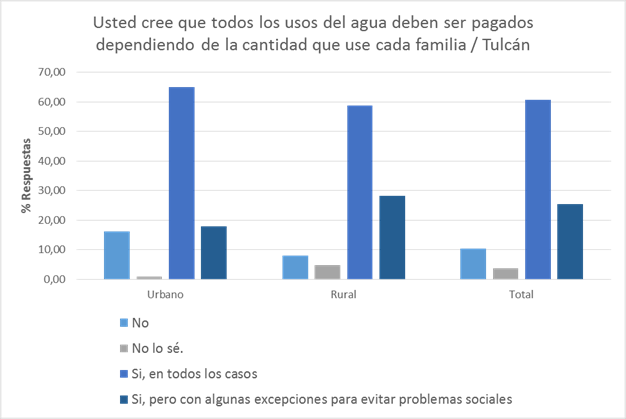 Usted cree que todos los usos del agua deben ser pagados
dependiendo de la cantidad que use cada familia / Tulcán
70,00
60,00
50,00
40,00
30,00
20,00
10,00
0,00
% Respuestas
Urbano
Rural
Total
No
No lo sé.
Si, en todos los casos
Si, pero con algunas excepciones para evitar problemas sociales